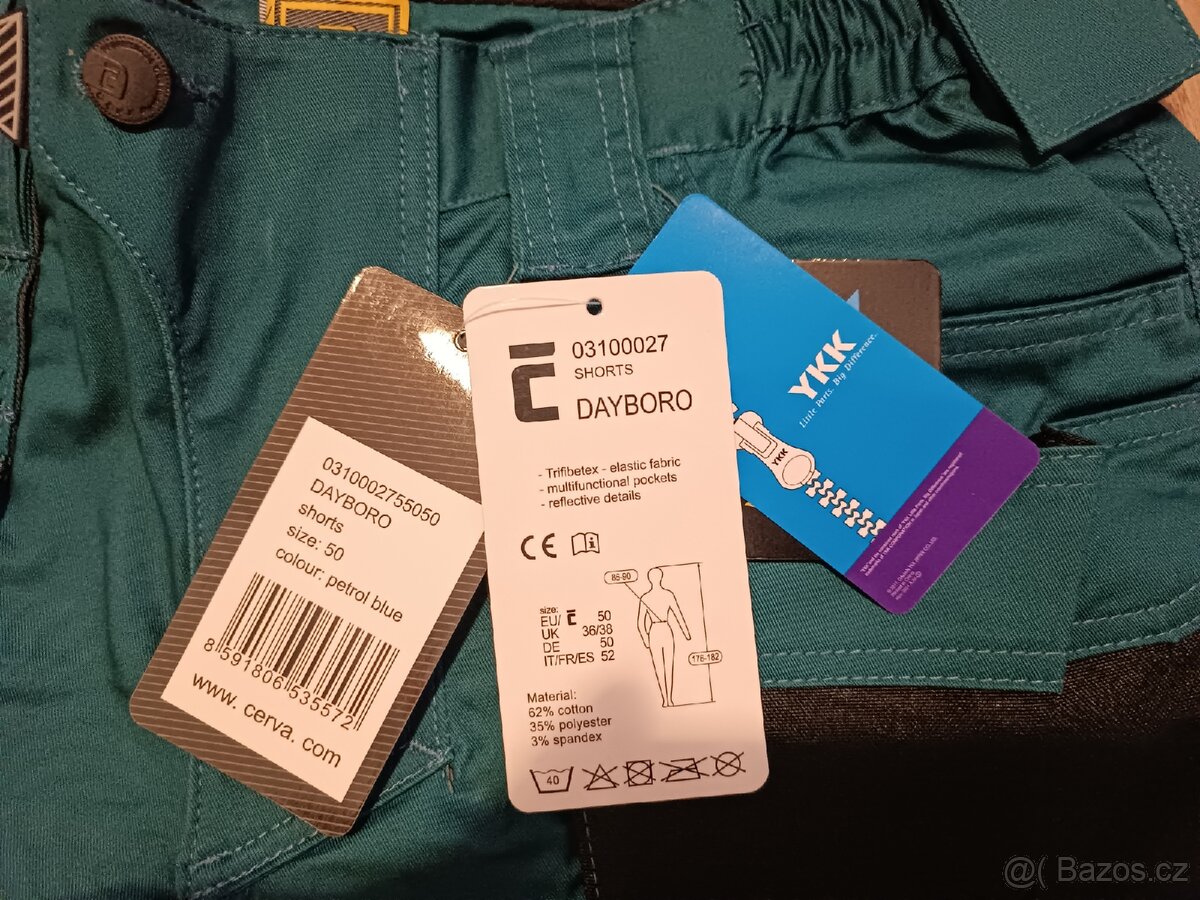 0310002755050
DAYBORO
shorts
size: 50
colour: petrol blue
8 591806 535572
www. cerva. com
03100027
SHORTS
DAYBORO
- Triflbetex - elastic fabric
- multifunctional pockets
- reflective details
CE
86-90
176-182
size:
EU/ 50
UK 36/38
DE 50
IT/FR/ES 52
Material:
62% cotton
35% polyester
3% spandex
40
YKK
Little Parts. Big Difference.
YKK
@( Bazos.cz